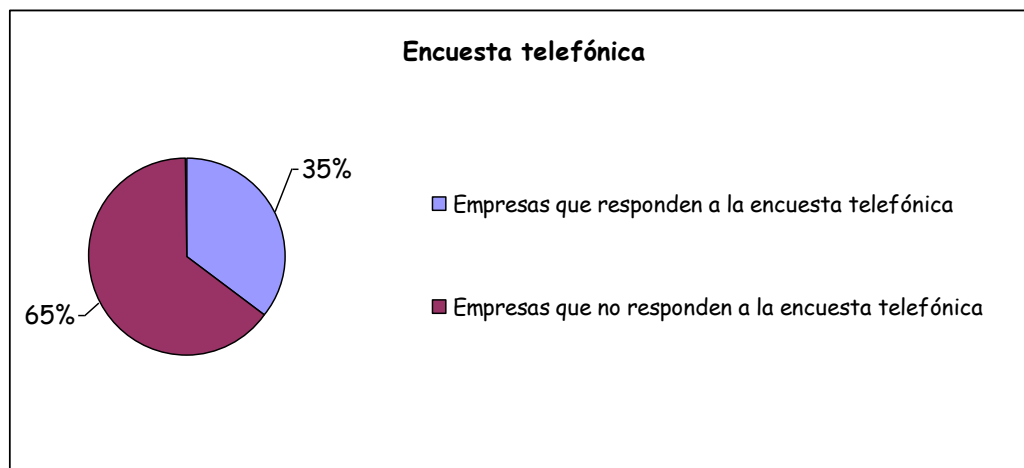 Encuesta telefónica
35%
Empresas que responden a la encuesta telefónica
Empresas que no responden a la encuesta telefónica
65%